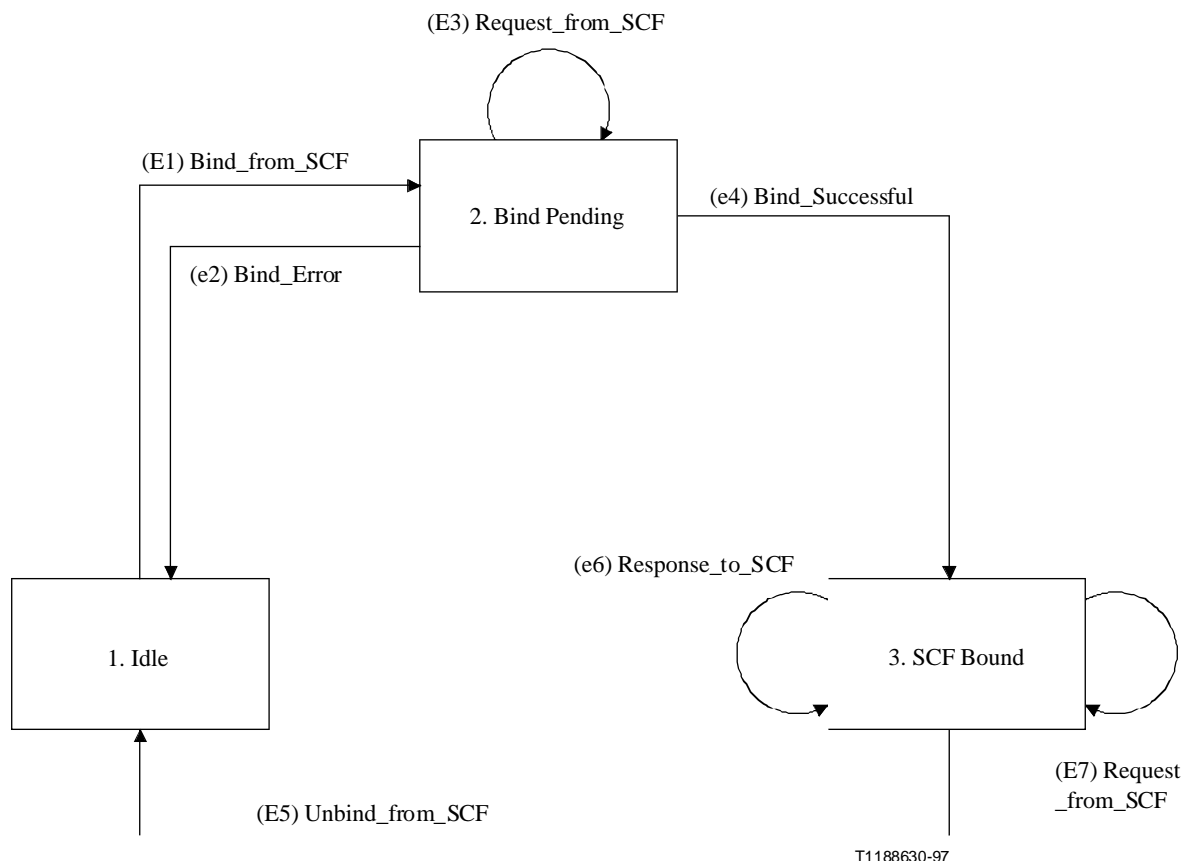 (E3) Request_from_SCF
(E1) Bind_from_SCF
2. Bind Pending
(e4) Bind_Successful
(e2) Bind_Error
(e6) Response_to_SCF
1. Idle
3. SCF Bound
(E7) Request
_from_SCF
(E5) Unbind_from_SCF
T1188630-97